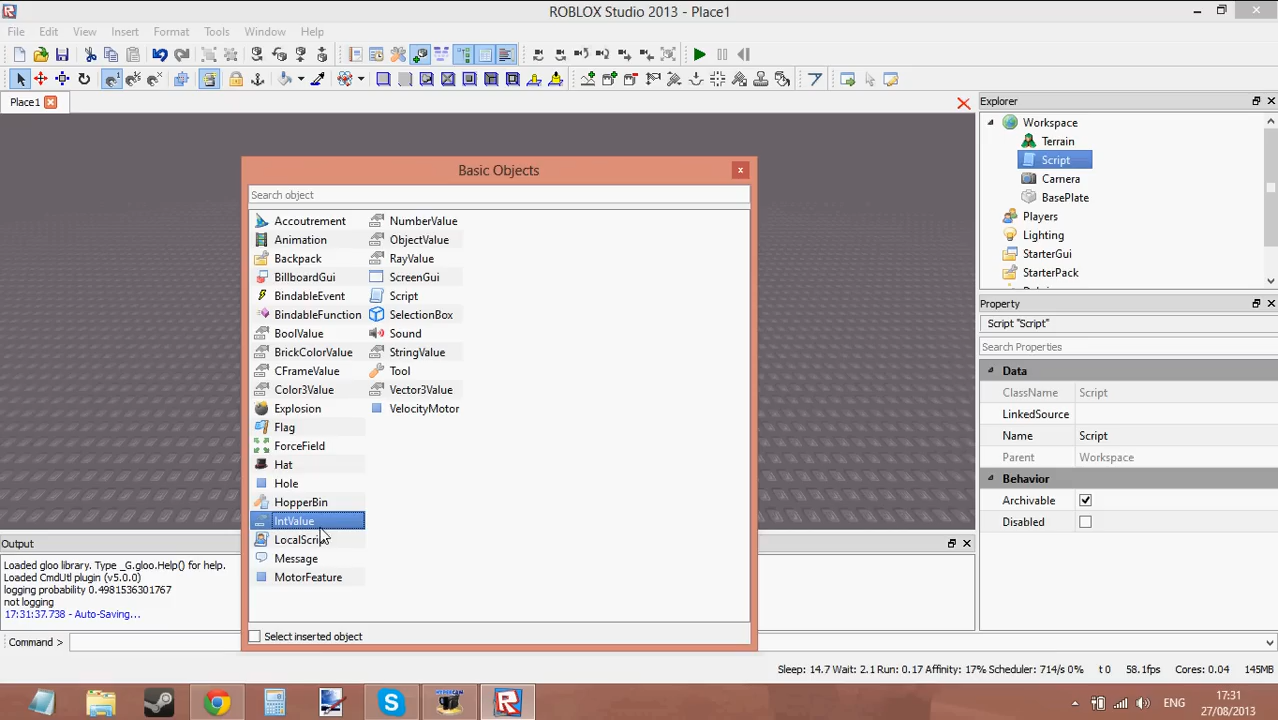 ROBLOX Studio 2013 - Place1
File Edit View Insert Format Tools Window Help
Place1
Explorer
Workspace
Terrain
Script
Camera
BasePlate
Players
Lighting
StarterGui
StarterPack
Basic Objects
Search object
Accoutrement
Animation
Backpack
BillboardGui
BindableEvent
BindableFunction
BoolValue
BrickColorValue
CFrameValue
Color3Value
Explosion
Flag
ForceField
Hat
Hole
HopperBin
IntValue
LocalScript
Message
MotorFeature
NumberValue
ObjectValue
RayValue
ScreenGui
Script
SelectionBox
Sound
StringValue
Tool
Vector3Value
VelocityMotor
Select inserted object
Property
Script "Script"
Search Properties
Data
ClassName Script
LinkedSource
Name Script
Parent Workspace
Behavior
Archivable
Disabled
Output
Loaded gloo library. Type _G.gloo.Help() for help.
Loaded CmdUtl plugin (v5.0.0)
logging probability 0.4981536301767
not logging
17:31:37.738 - Auto-Saving...
Command >
Sleep: 14.7 Wait: 2.1 Run: 0.17 Affinity: 17% Scheduler: 714/s 0% t 0 58.1fps Cores: 0.04 145MB
ENG
17:31
27/08/2013